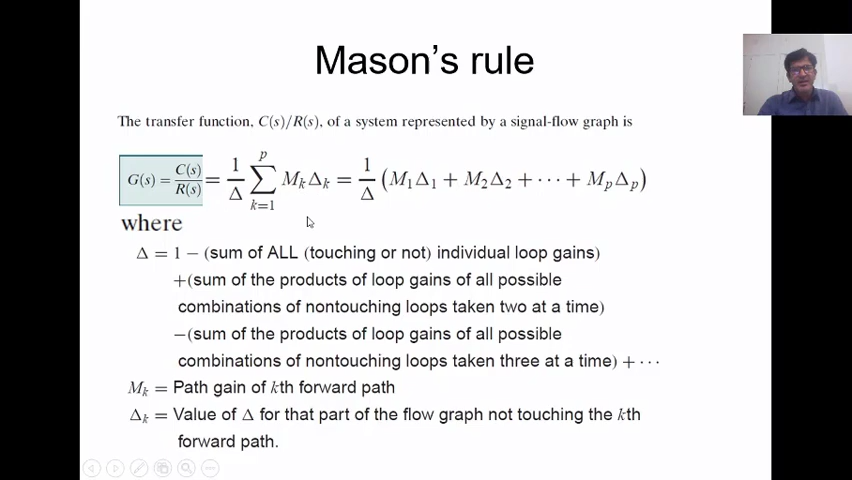 Mason's rule
The transfer function, C(s)/R(s), of a system represented by a signal-flow graph is
G(s) = C(s)/R(s) = 1/Δ ∑_{k=1}^{p} M_k Δ_k = 1/Δ (M_1Δ_1 + M_2Δ_2 + ··· + M_pΔ_p)
where
Δ = 1 − (sum of ALL (touching or not) individual loop gains)
+(sum of the products of loop gains of all possible
combinations of nontouching loops taken two at a time)
−(sum of the products of loop gains of all possible
combinations of nontouching loops taken three at a time) + ···
M_k = Path gain of kth forward path
Δ_k = Value of Δ for that part of the flow graph not touching the kth
forward path.